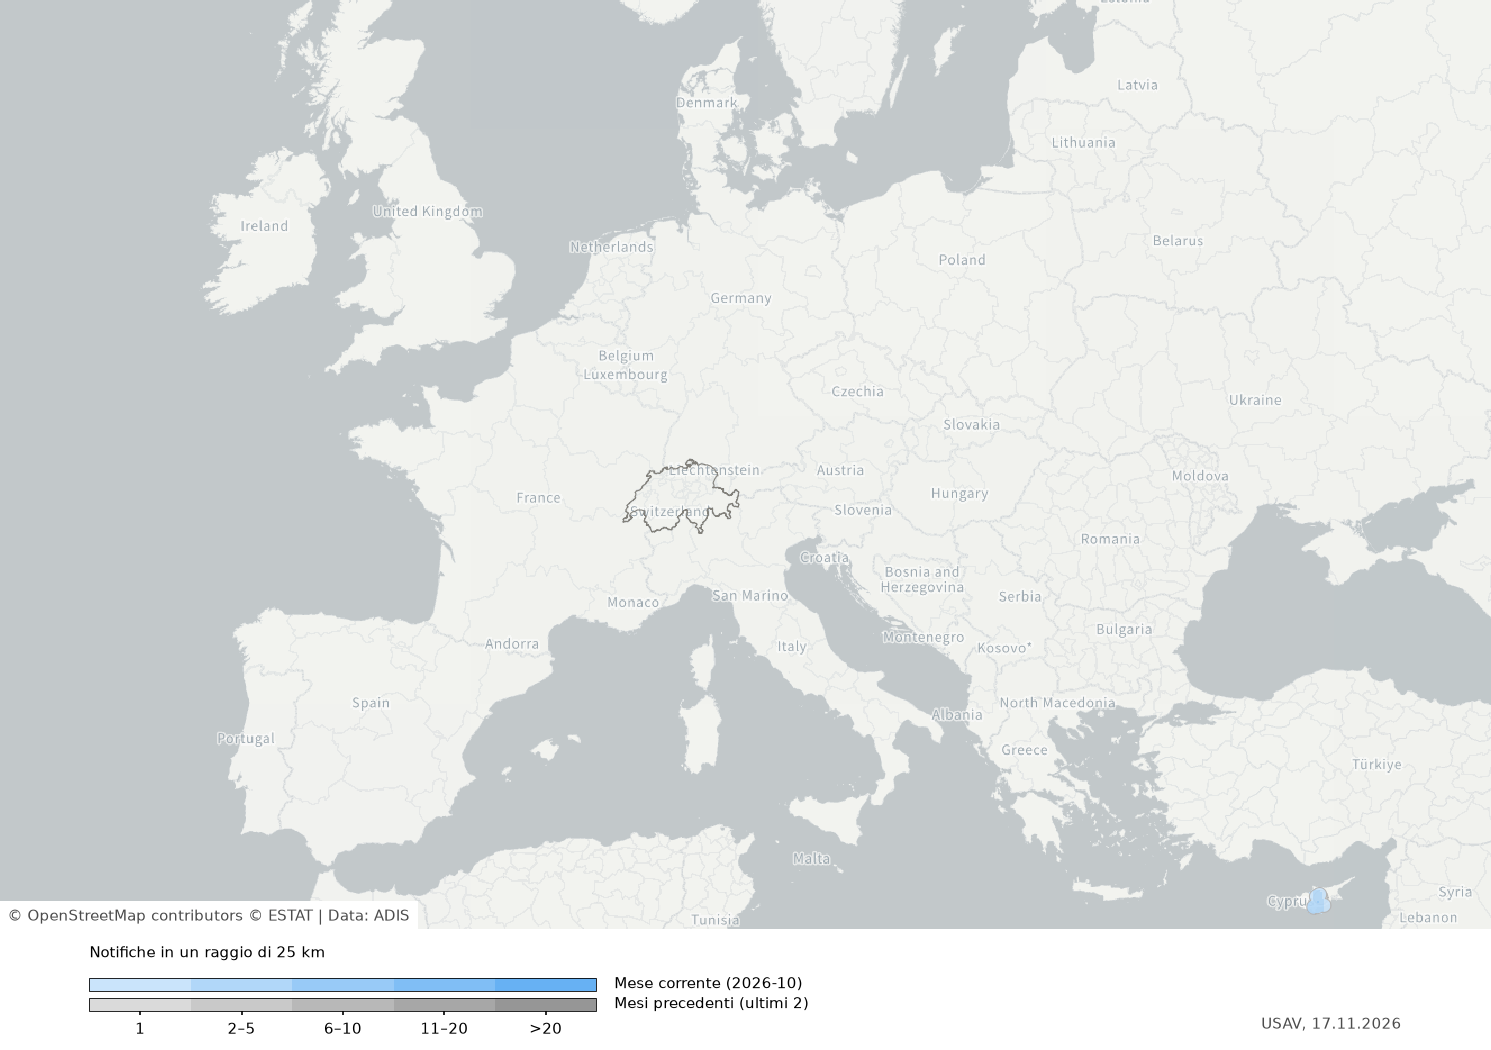 Estonia
Latvia
Denmark
Lithuania
United Kingdom
Ireland
Netherlands
Belarus
Poland
Germany
Belgium
Luxembourg
Czechia
Ukraine
Slovakia
Liechtenstein
Austria
Moldova
France
Hungary
Switzerland
Slovenia
Romania
Croatia
Bosnia and
Herzegovina
Monaco
San Marino
Serbia
Bulgaria
Andorra
Italy
Montenegro
Kosovo*
Spain
North Macedonia
Albania
Portugal
Greece
Türkiye
Malta
Cypru
Syria
Lebanon
Tunisia
© OpenStreetMap contributors © ESTAT | Data: ADIS
Notifiche in un raggio di 25 km
Mese corrente (2026-10)
Mesi precedenti (ultimi 2)
1 2–5 6–10 11–20 >20
USAV, 17.11.2026